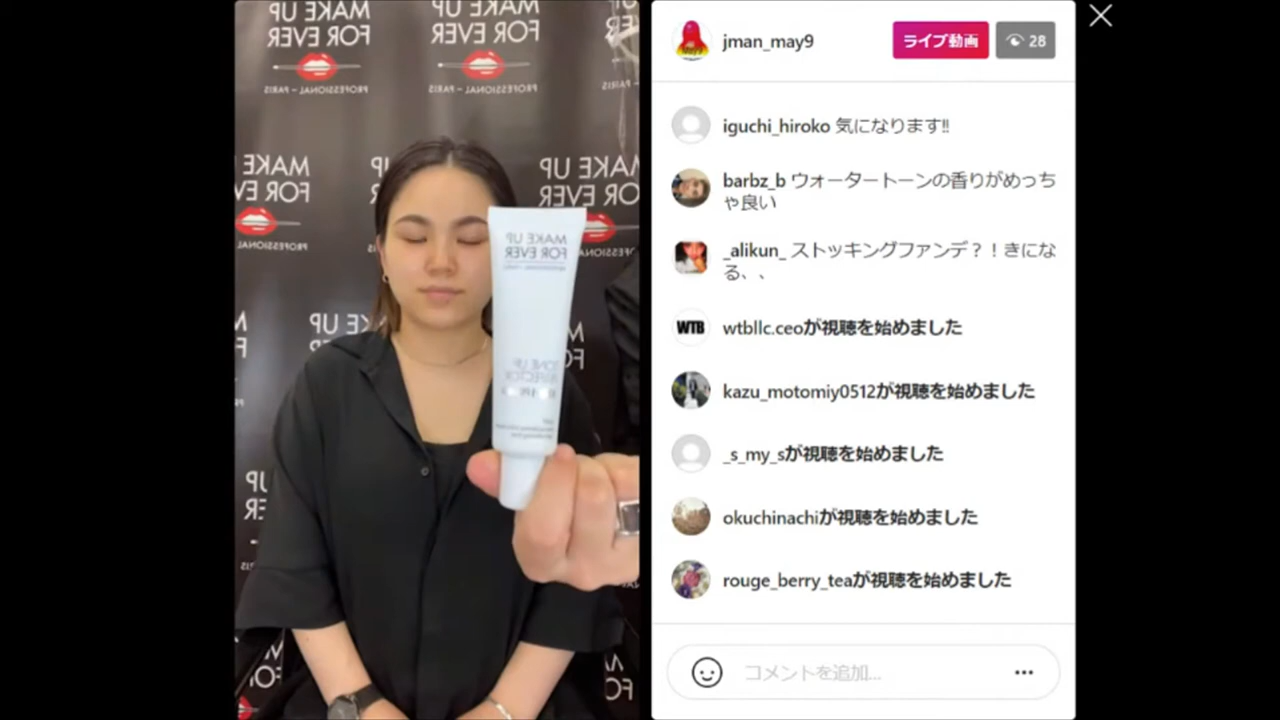 MAKE UP
FOR EVER
PROFESSIONAL – PARIS
MAKE UP
FOR EVER
PROFESSIONAL – PARIS
MAKE UP
FOR EVER
PROFESSIONAL
MAKE UP
FOR EVER
MAKE UP
FOR EVER
TONE UP
jman_may9
ライブ動画
28
iguchi_hiroko 気になります!!
barbz_b ウォータートーンの香りがめっち
ゃ良い
_alikun_ ストッキングファンデ？！きにな
る、、
WTB
wtbllc.ceoが視聴を始めました
kazu_motomiy0512が視聴を始めました
_s_my_sが視聴を始めました
okuchinachiが視聴を始めました
rouge_berry_teaが視聴を始めました
コメントを追加...